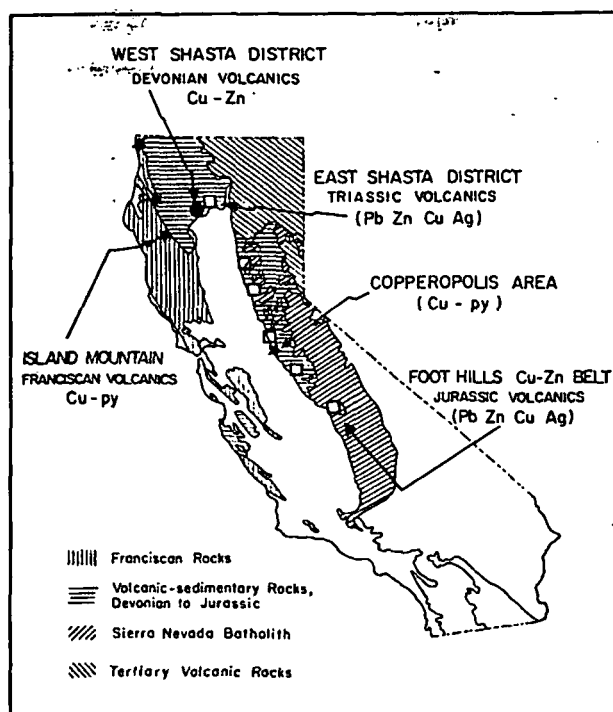 WEST SHASTA DISTRICT
DEVONIAN VOLCANICS
Cu-Zn
EAST SHASTA DISTRICT
TRIASSIC VOLCANICS
(Pb Zn Cu Ag)
COPPEROPOLIS AREA
(Cu-py)
ISLAND MOUNTAIN
FRANCISCAN VOLCANICS
Cu-py
FOOT HILLS Cu-Zn BELT
JURASSIC VOLCANICS
(Pb Zn Cu Ag)
Franciscan Rocks
Volcanic-sedimentary Rocks,
Devonian to Jurassic
Sierra Nevada Batholith
Tertiary Volcanic Rocks